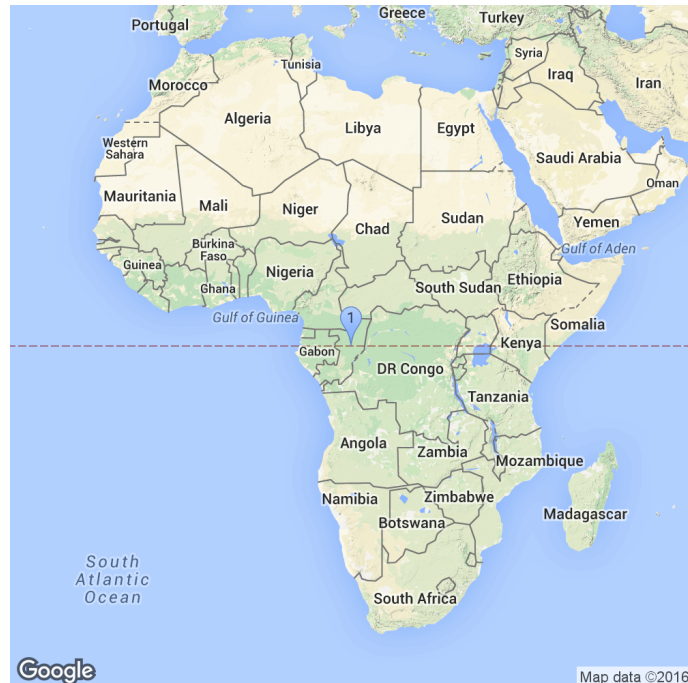 Portugal
Greece
Turkey
Tunisia
Syria
Iraq
Iran
Morocco
Algeria
Libya
Egypt
Western
Sahara
Saudi Arabia
Oman
Mauritania
Mali
Niger
Chad
Sudan
Yemen
Gulf of Aden
Burkina
Faso
Guinea
Ghana
Nigeria
South Sudan
Ethiopia
Somalia
Gulf of Guinea
1
Gabon
Kenya
DR Congo
Tanzania
Angola
Zambia
Mozambique
Namibia
Zimbabwe
Botswana
Madagascar
South
Atlantic
Ocean
South Africa
Google
Map data ©2016